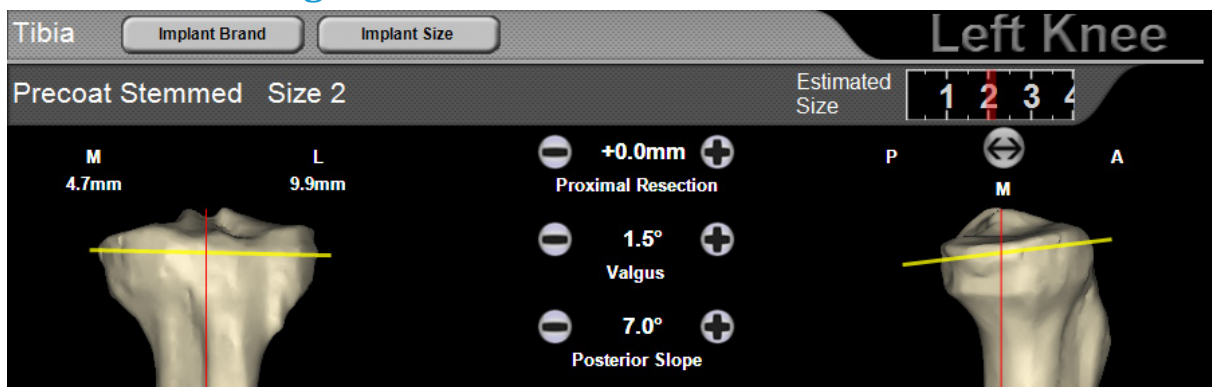 Tibia Implant Brand Implant Size Left Knee
Precoat Stemmed Size 2
Estimated
Size
1 2 3 4
M L
4.7mm 9.9mm
+0.0mm
Proximal Resection
1.5°
Valgus
7.0°
Posterior Slope
P A
M